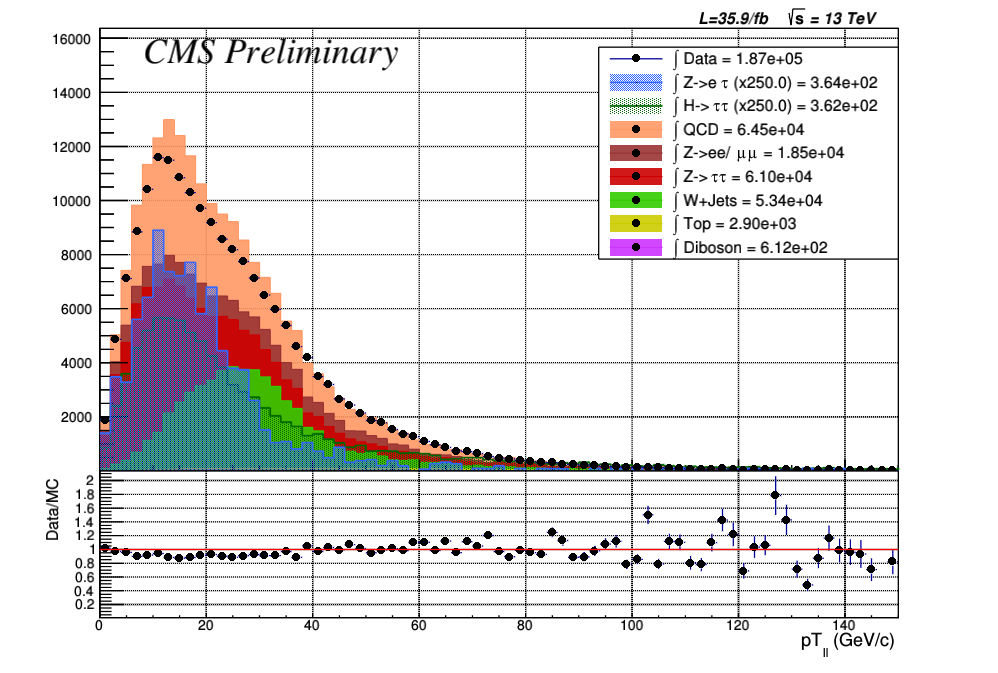 L=35.9/fb √s = 13 TeV
CMS Preliminary
16000
14000
12000
10000
8000
6000
4000
2000
∫ Data = 1.87e+05
∫ Z->e τ (x250.0) = 3.64e+02
∫ H-> ττ (x250.0) = 3.62e+02
∫ QCD = 6.45e+04
∫ Z->ee/ μμ = 1.85e+04
∫ Z-> ττ = 6.10e+04
∫ W+Jets = 5.34e+04
∫ Top = 2.90e+03
∫ Diboson = 6.12e+02
Data/MC
2
1.8
1.6
1.4
1.2
1
0.8
0.6
0.4
0.2
0 20 40 60 80 100 120 140
pT_ll (GeV/c)